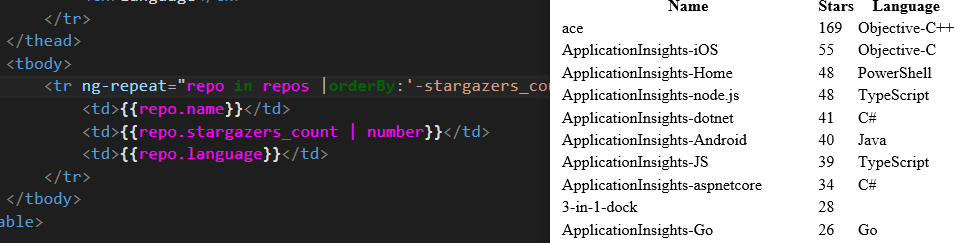 </tr>
</thead>
<tbody>
<tr ng-repeat="repo in repos |orderBy:'-stargazers_cou
<td>{{repo.name}}</td>
<td>{{repo.stargazers_count | number}}</td>
<td>{{repo.language}}</td>
</tr>
</tbody>
able>
Name Stars Language
ace 169 Objective-C++
ApplicationInsights-iOS 55 Objective-C
ApplicationInsights-Home 48 PowerShell
ApplicationInsights-node.js 48 TypeScript
ApplicationInsights-dotnet 41 C#
ApplicationInsights-Android 40 Java
ApplicationInsights-JS 39 TypeScript
ApplicationInsights-aspnetcore 34 C#
3-in-1-dock 28
ApplicationInsights-Go 26 Go